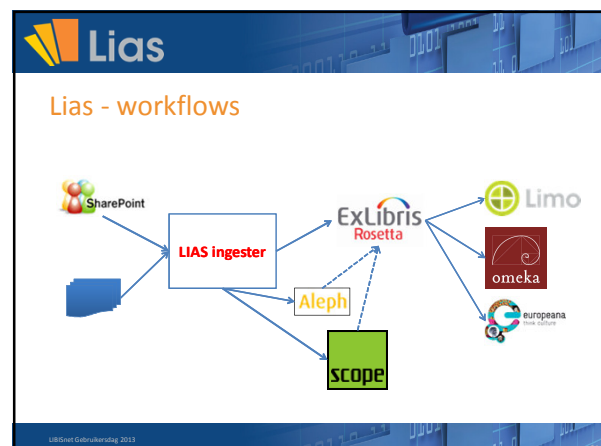 Lias
Lias - workflows
SharePoint
LIAS ingester
ExLibris
Rosetta
Aleph
scope
Limo
omeka
europeana
think culture
LIBISnet Gebruikersdag 2013